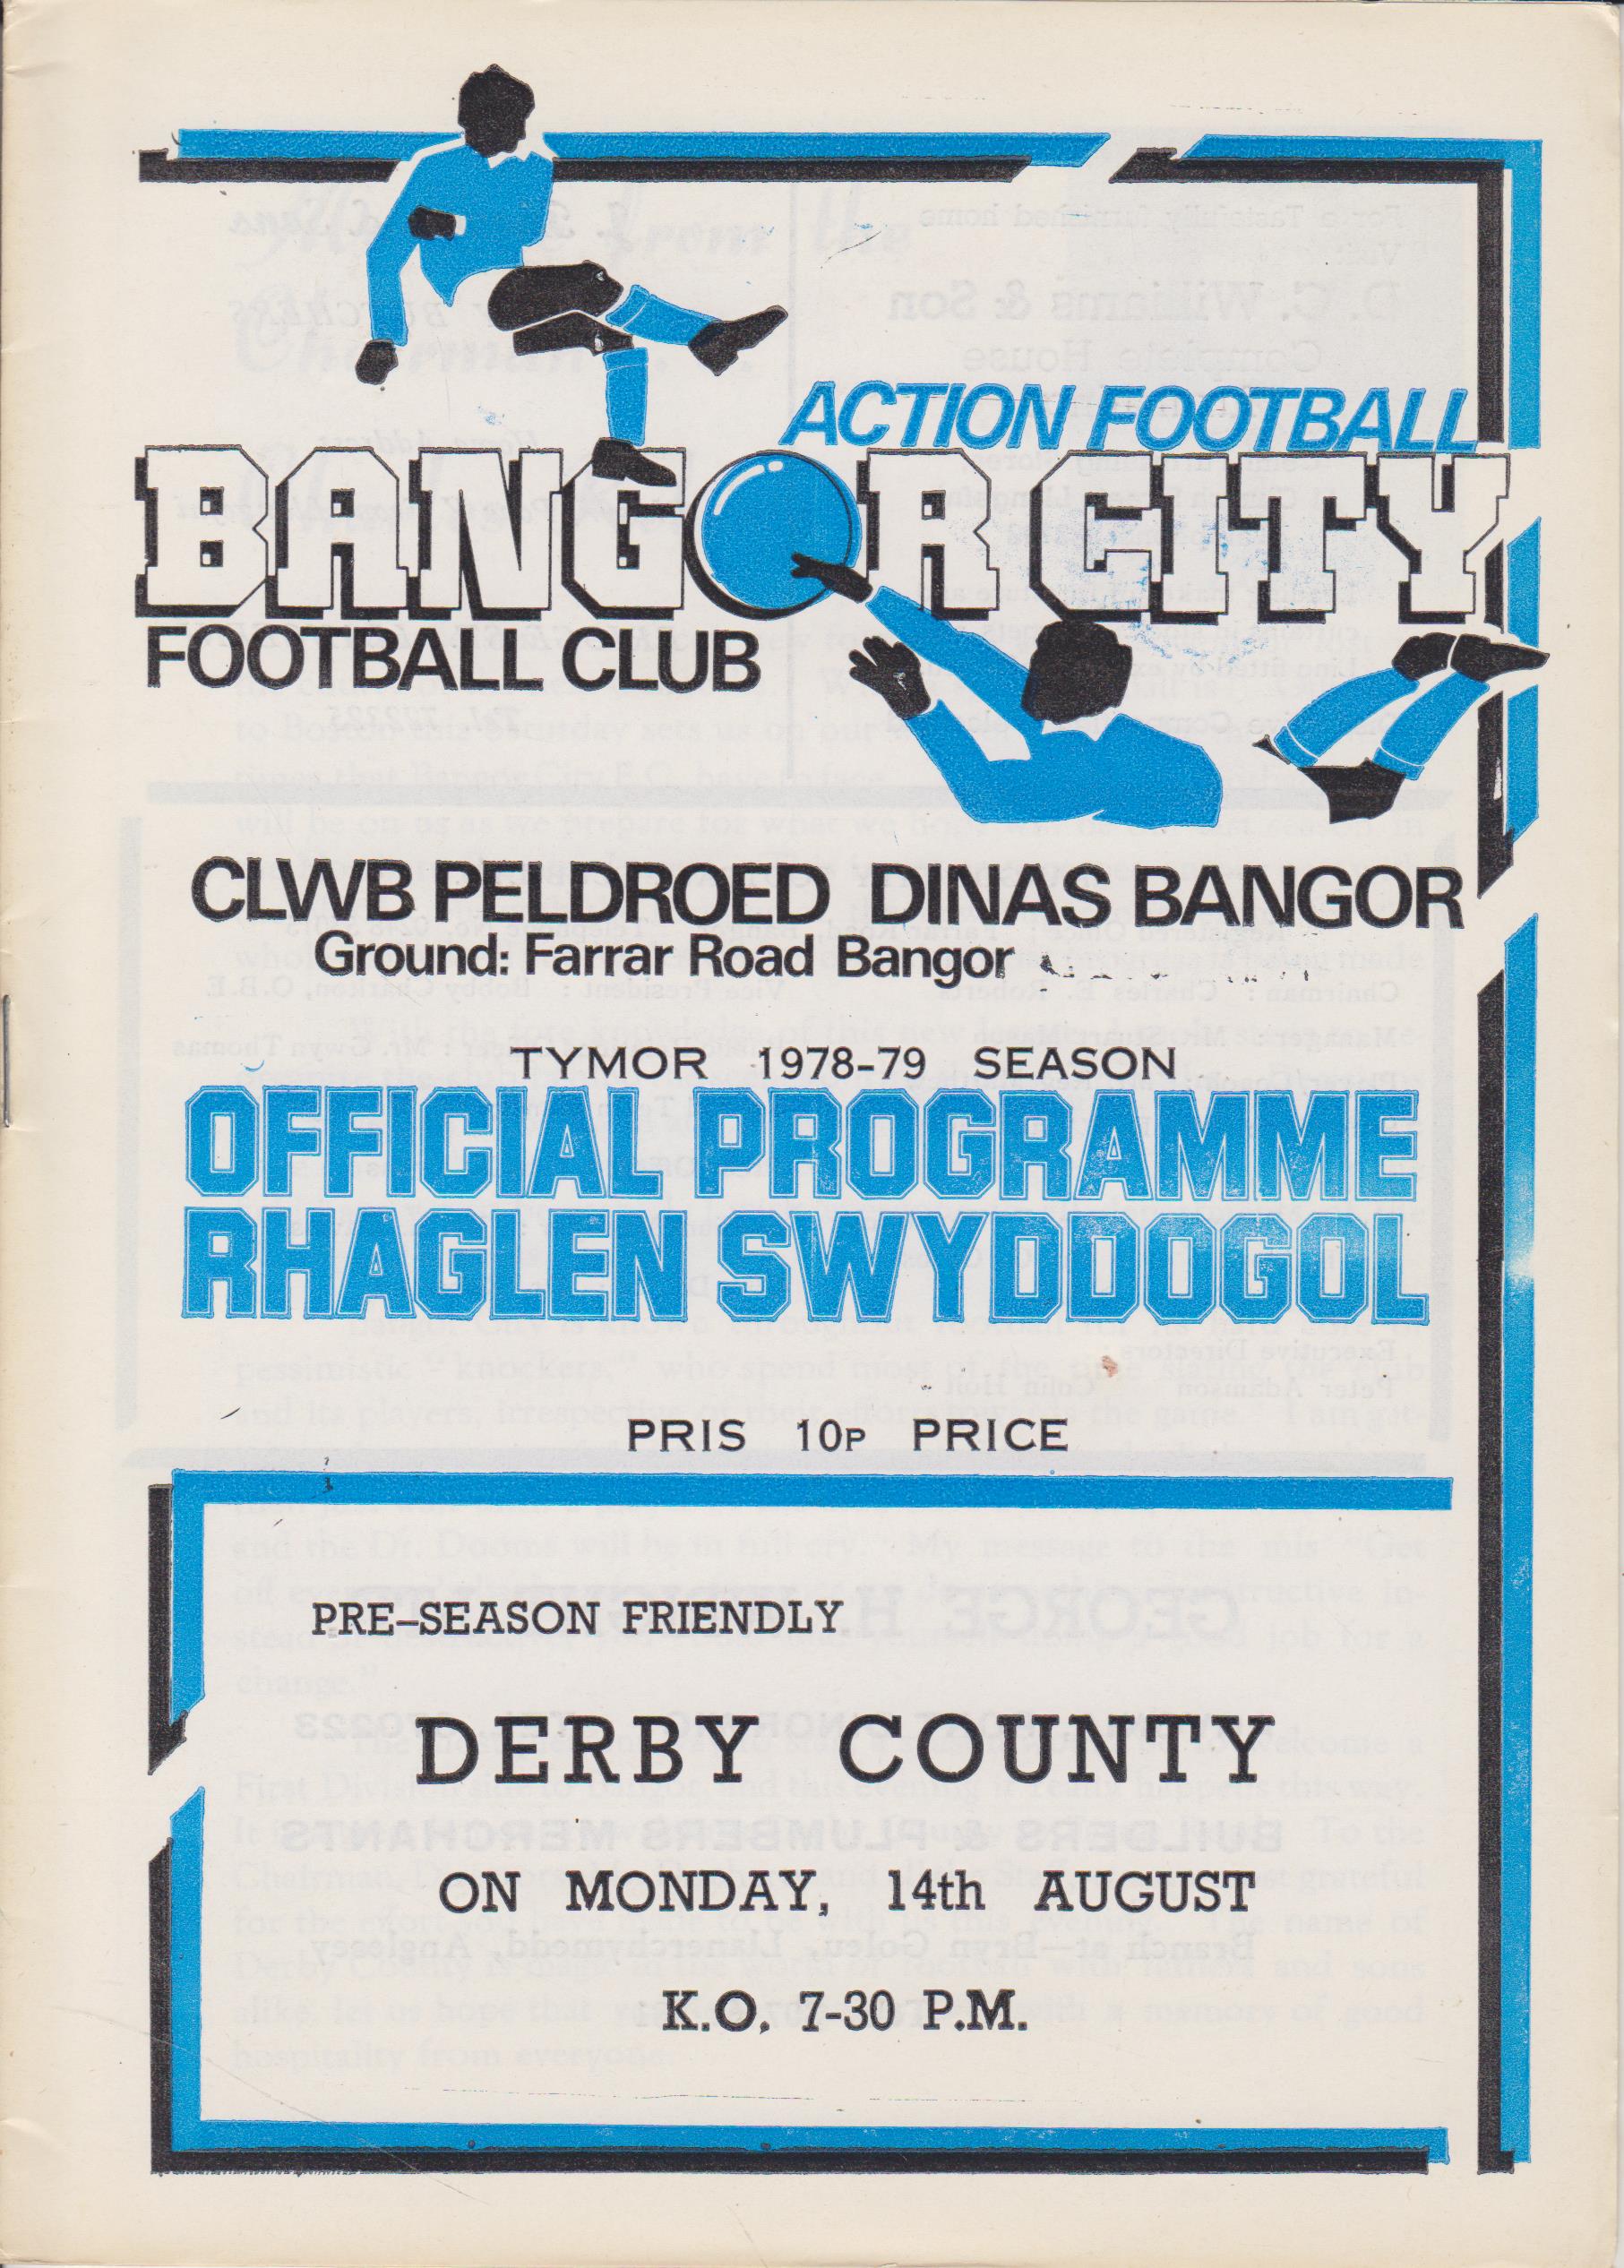 ACTION FOOTBALL
BANGOR CITY
FOOTBALL CLUB
CLWB PELDROED DINAS BANGOR
Ground: Farrar Road Bangor
TYMOR 1978-79 SEASON
OFFICIAL PROGRAMME
RHAGLEN SWYDDOGOL
PRIS 10P PRICE
PRE-SEASON FRIENDLY
DERBY COUNTY
ON MONDAY, 14th AUGUST
K.O. 7-30 P.M.